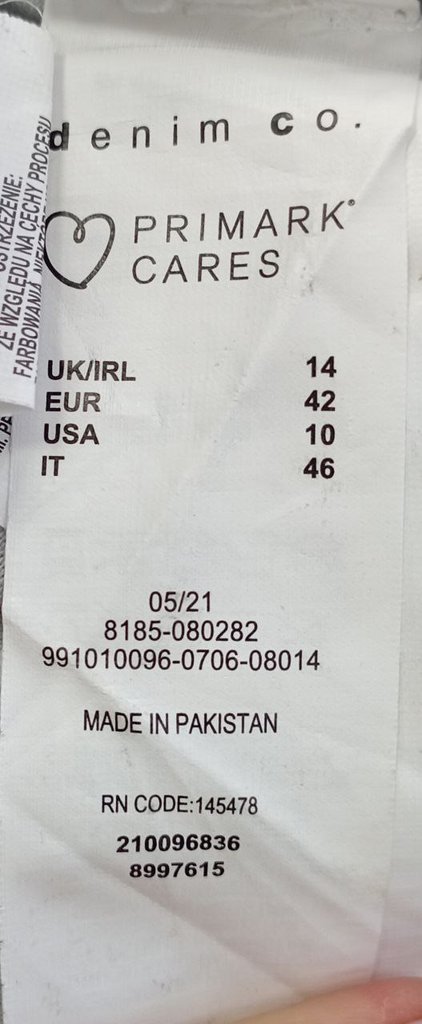 denim co.
PRIMARK®
CARES
UK/IRL 14
EUR 42
USA 10
IT 46
05/21
8185-080282
991010096-0706-08014
MADE IN PAKISTAN
RN CODE:145478
210096836
8997615
ZE WZGLĘDU NA CECHY PROCESU
FARBOWANIA